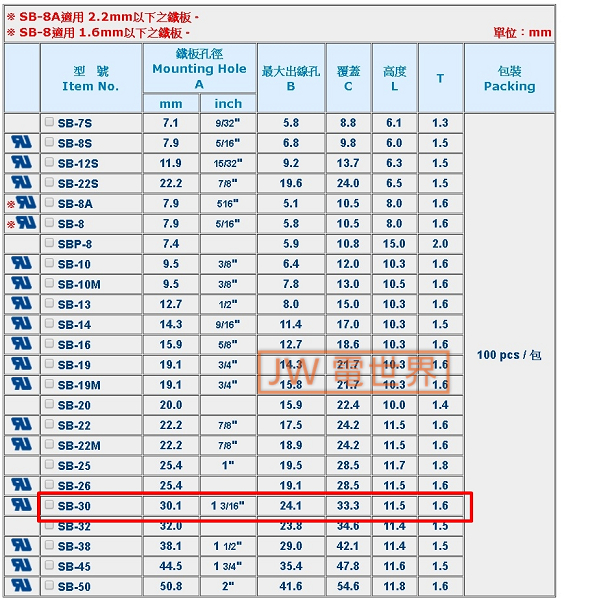 ※ SB-8A適用 2.2mm以下之鐵板 -
※ SB-8適用 1.6mm以下之鐵板 - 單位：mm
型 號 Item No. 鐵板孔徑 Mounting Hole A 最大出線孔 B 覆蓋 C 高度 L T 包裝 Packing
mm inch
SB-7S 7.1 9/32" 5.8 8.8 6.1 1.3
SB-8S 7.9 5/16" 6.8 9.8 6.0 1.5
SB-12S 11.9 15/32" 9.2 13.7 6.3 1.5
SB-22S 22.2 7/8" 19.6 24.0 6.5 1.5
※ SB-8A 7.9 516" 5.1 10.5 8.0 1.6
※ SB-8 7.9 5/16" 5.8 10.5 8.0 1.6
SBP-8 7.4 5.9 10.8 15.0 2.0
SB-10 9.5 3/8" 6.4 12.0 10.3 1.6
SB-10M 9.5 3/8" 7.8 13.0 10.5 1.6
SB-13 12.7 1/2" 8.0 15.0 10.3 1.6
SB-14 14.3 9/16" 11.4 17.0 10.3 1.5
SB-16 15.9 5/8" 12.7 18.6 10.3 1.6
100 pcs / 包
SB-19 19.1 3/4" 14.3 21.7 10.3 1.6
JW 電世界
SB-19M 19.1 3/4" 15.8 21.7 10.3 1.6
SB-20 20.0 15.9 22.4 10.0 1.4
SB-22 22.2 7/8" 17.5 24.2 11.5 1.6
SB-22M 22.2 7/8" 18.9 24.2 11.5 1.6
SB-25 25.4 1" 19.5 28.5 11.7 1.8
SB-26 25.4 19.1 28.5 11.5 1.6
SB-30 30.1 1 3/16" 24.1 33.3 11.5 1.6
SB-32 32.0 23.8 34.6 11.4 1.5
SB-38 38.1 1 1/2" 29.0 42.1 11.4 1.5
SB-45 44.5 1 3/4" 35.4 47.8 11.6 1.5
SB-50 50.8 2" 41.6 54.6 11.8 1.6